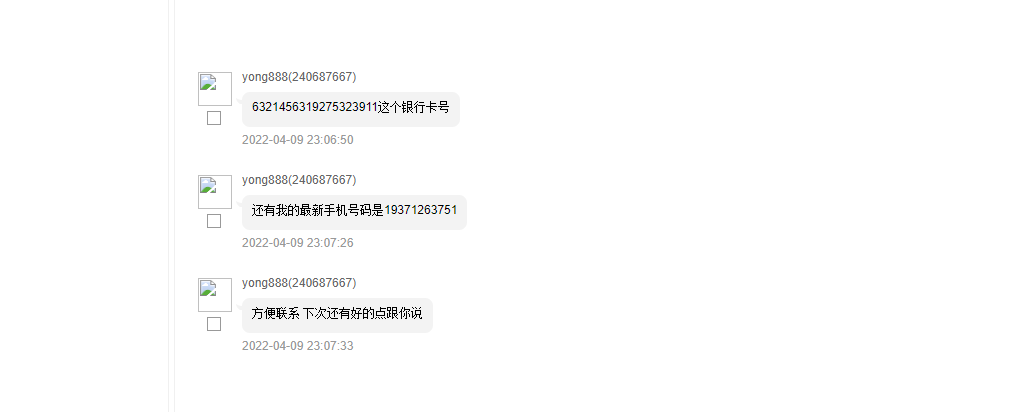 yong888(240687667)
6321456319275323911这个银行卡号
2022-04-09 23:06:50
yong888(240687667)
还有我的最新手机号码是19371263751
2022-04-09 23:07:26
yong888(240687667)
方便联系 下次还有好的点跟你说
2022-04-09 23:07:33